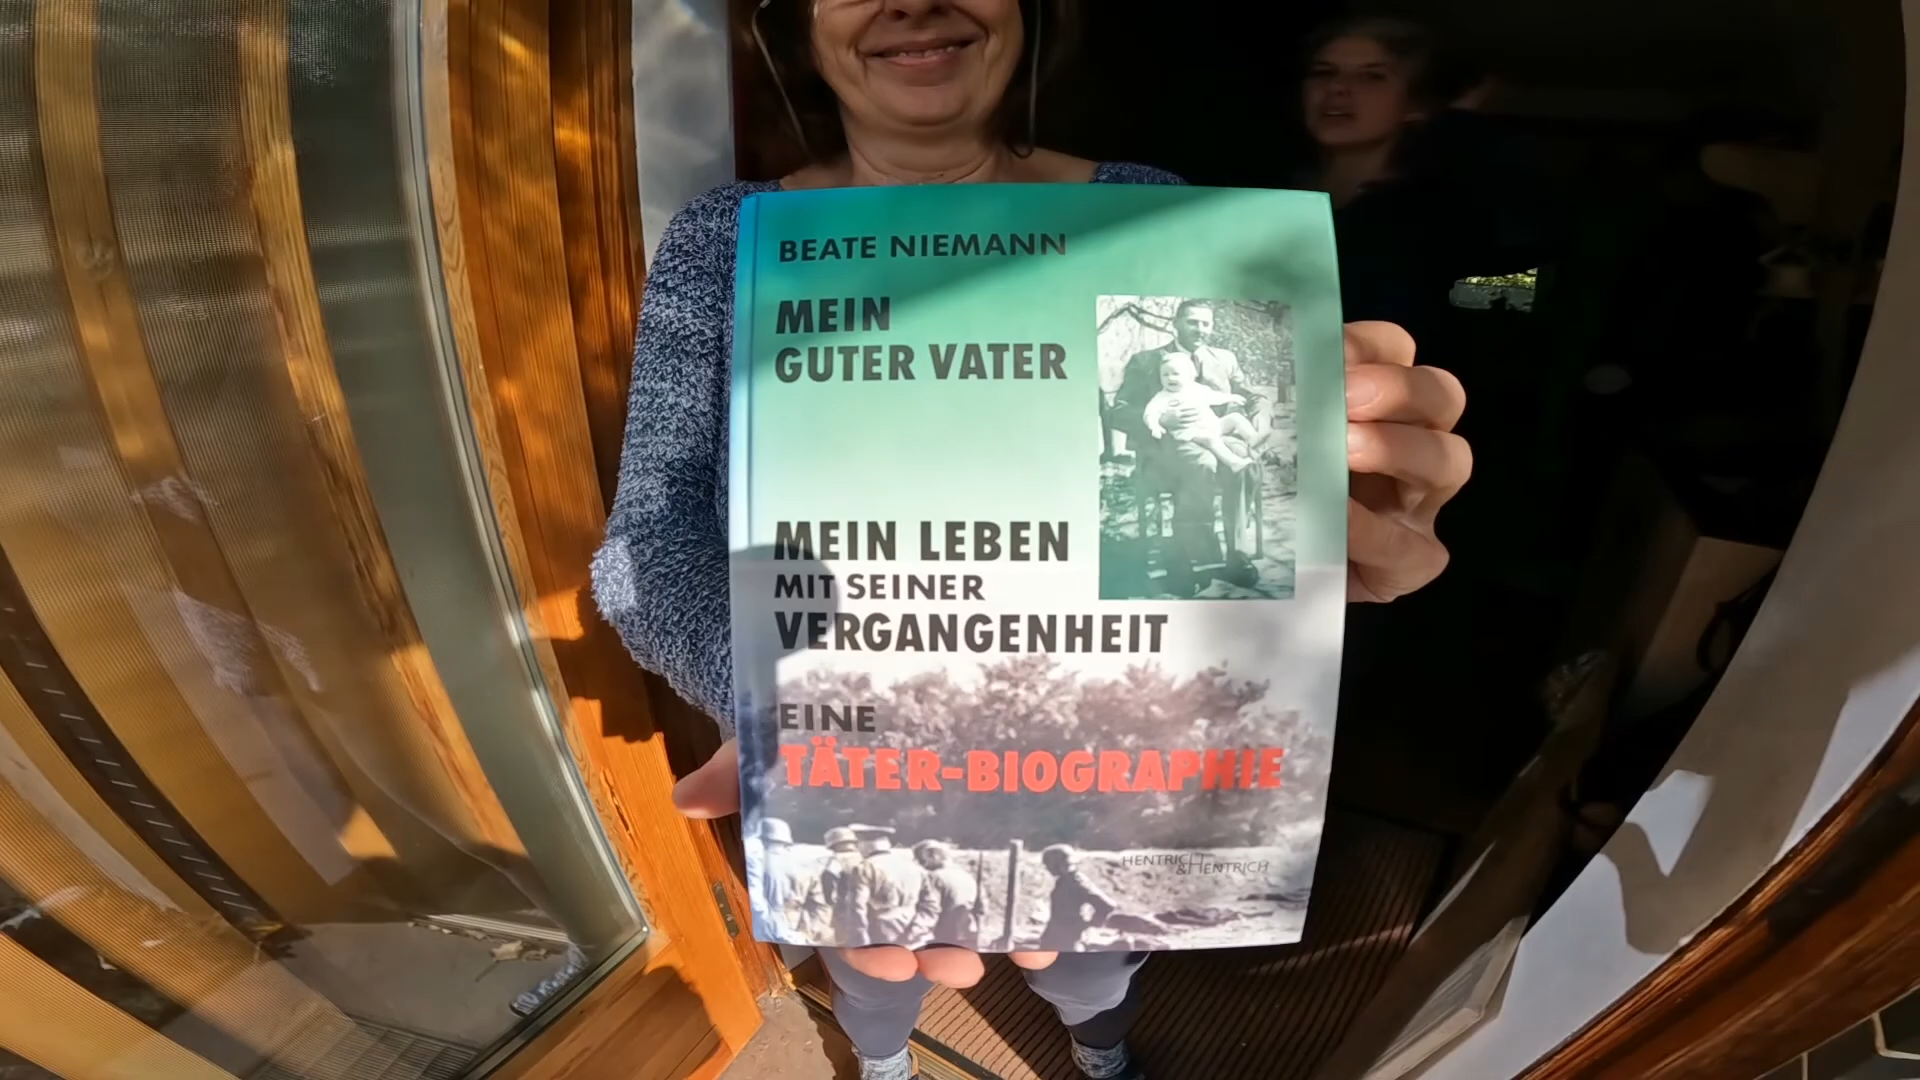 BEATE NIEMANN
MEIN
GUTER VATER
MEIN LEBEN
MIT SEINER
VERGANGENHEIT
EINE
TÄTER-BIOGRAPHIE
HENTRICH
&HENTRICH